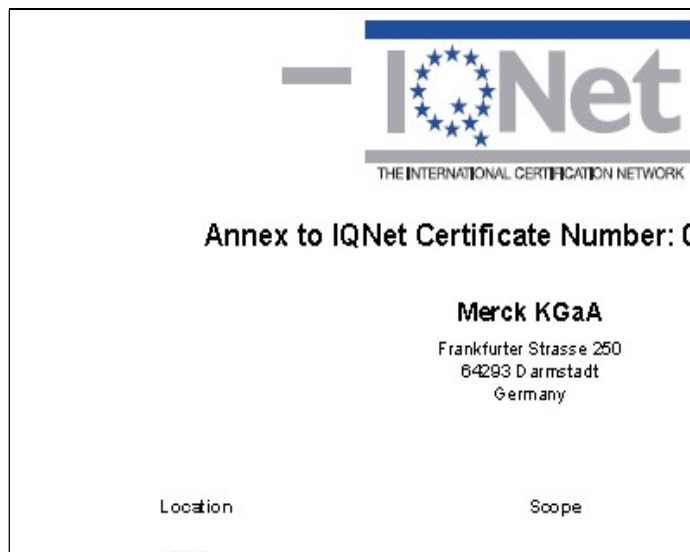 IQNet
THE INTERNATIONAL CERTIFICATION NETWORK
Annex to IQNet Certificate Number:
Merck KGaA
Frankfurter Strasse 250
64293 Darmstadt
Germany
Location Scope